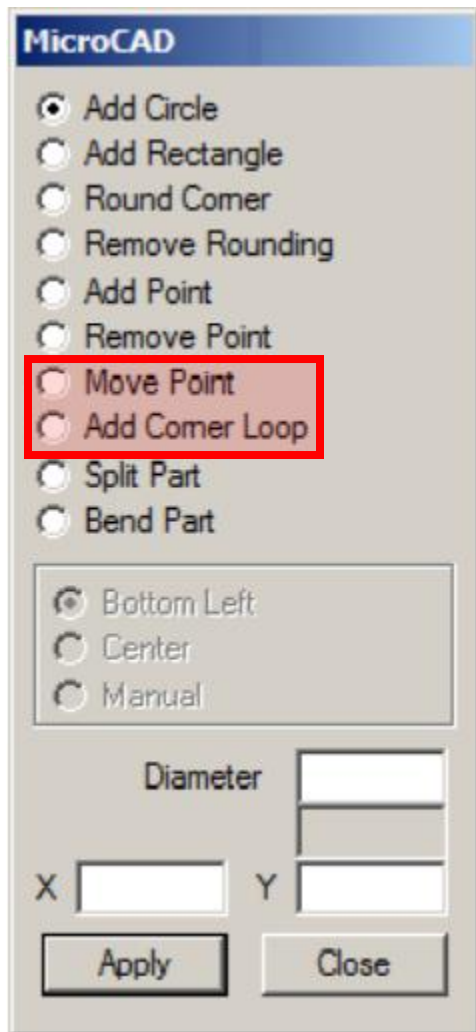 MicroCAD
Add Circle
Add Rectangle
Round Corner
Remove Rounding
Add Point
Remove Point
Move Point
Add Corner Loop
Split Part
Bend Part
Bottom Left
Center
Manual
Diameter
X Y
Apply Close